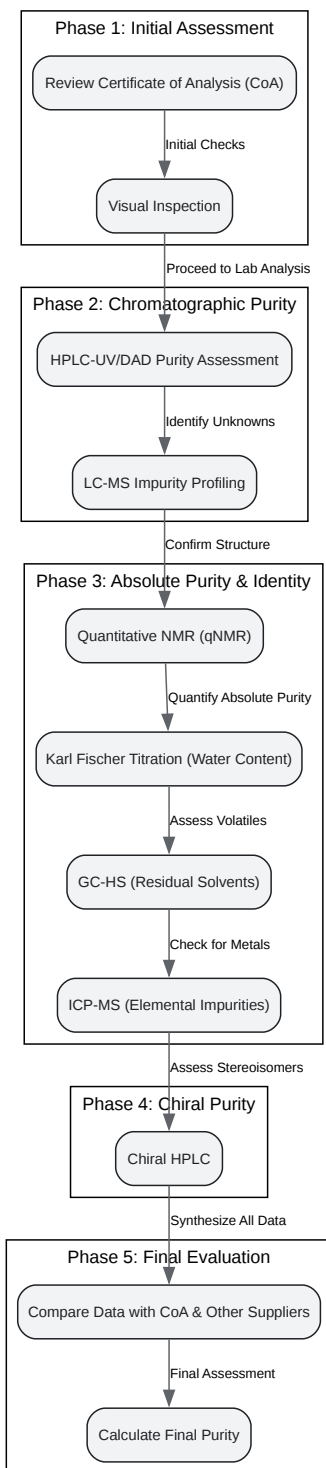 Phase 1: Initial Assessment
Review Certificate of Analysis (CoA)
Initial Checks
Visual Inspection
Proceed to Lab Analysis
Phase 2: Chromatographic Purity
HPLC-UV/DAD Purity Assessment
Identify Unknowns
LC-MS Impurity Profiling
Confirm Structure
Phase 3: Absolute Purity & Identity
Quantitative NMR (qNMR)
Quantify Absolute Purity
Karl Fischer Titration (Water Content)
Assess Volatiles
GC-HS (Residual Solvents)
Check for Metals
ICP-MS (Elemental Impurities)
Assess Stereoisomers
Phase 4: Chiral Purity
Chiral HPLC
Synthesize All Data
Phase 5: Final Evaluation
Compare Data with CoA & Other Suppliers
Final Assessment
Calculate Final Purity